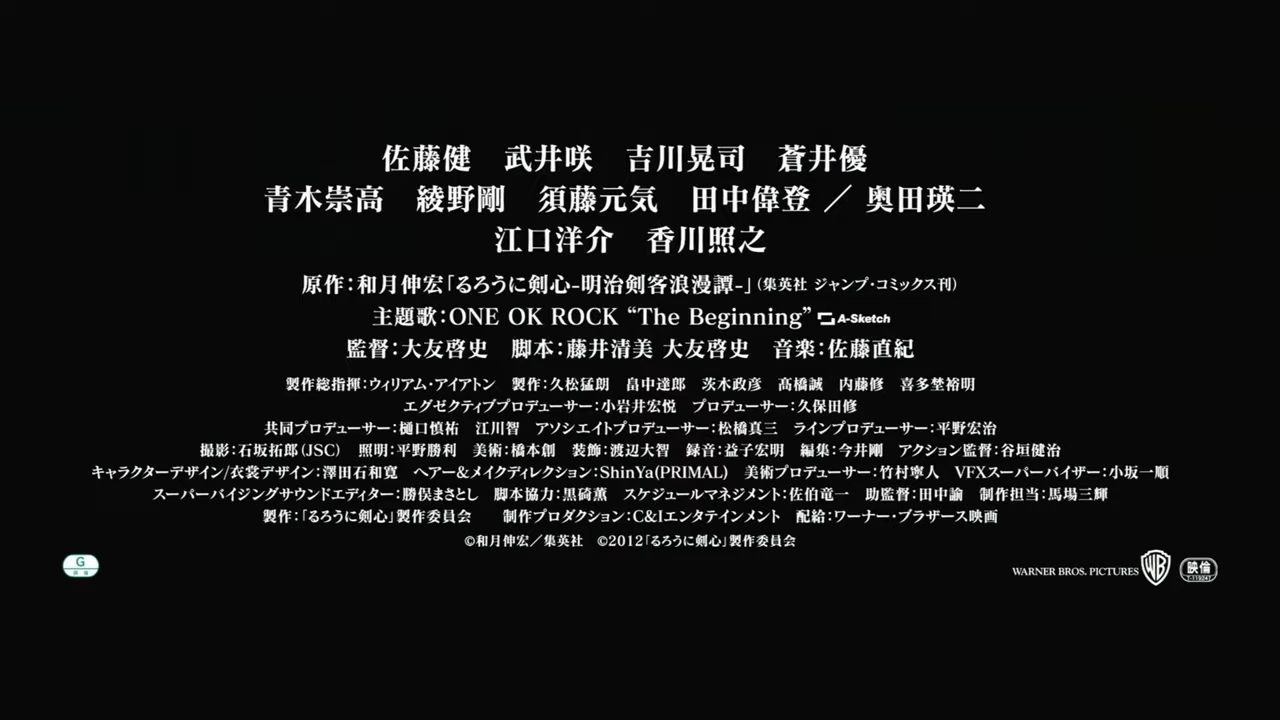 佐藤健　武井咲　吉川晃司　蒼井優
青木崇高　綾野剛　須藤元気　田中偉登 ／ 奥田瑛二
江口洋介　香川照之
原作：和月伸宏「るろうに剣心-明治剣客浪漫譚-」（集英社 ジャンプ・コミックス刊）
主題歌：ONE OK ROCK “The Beginning” A-Sketch
監督：大友啓史　脚本：藤井清美 大友啓史　音楽：佐藤直紀
製作総指揮：ウィリアム・アイアトン　製作：久松猛朗　畠中達郎　茨木政彦　髙橋誠　内藤修　喜多埜裕明
エグゼクティブプロデューサー：小岩井宏悦　プロデューサー：久保田修
共同プロデューサー：樋口慎祐　江川智　アソシエイトプロデューサー：松橋真三　ラインプロデューサー：平野宏治
撮影：石坂拓郎（JSC）　照明：平野勝利　美術：橋本創　装飾：渡辺大智　録音：益子宏明　編集：今井剛　アクション監督：谷垣健治
キャラクターデザイン/衣裳デザイン：澤田石和寛　ヘアー&メイクディレクション：ShinYa(PRIMAL)　美術プロデューサー：竹村寧人　VFXスーパーバイザー：小坂一順
スーパーバイジングサウンドエディター：勝俣まさとし　脚本協力：黒碕薫　スケジュールマネジメント：佐伯竜一　助監督：田中諭　制作担当：馬場三輝
製作：「るろうに剣心」製作委員会　　制作プロダクション：C&Iエンタテインメント　配給：ワーナー・ブラザース映画
©和月伸宏／集英社　©2012「るろうに剣心」製作委員会
G
WARNER BROS. PICTURES WB 映倫
T-119247